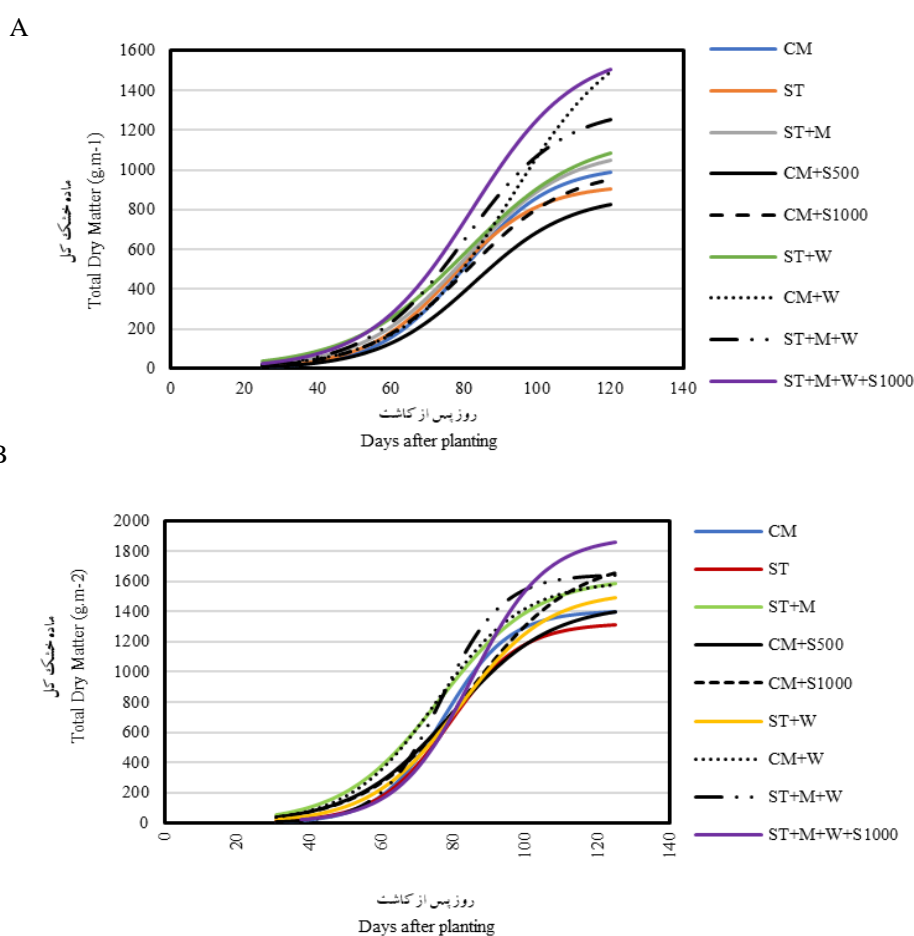 A
1600
1400
1200
1000
800
600
400
200
0
ماده خشک کل
Total Dry Matter (g.m-1)
0 20 40 60 80 100 120 140
روز پس از کاشت
Days after planting
CM
ST
ST+M
CM+S500
CM+S1000
ST+W
CM+W
ST+M+W
ST+M+W+S1000
B
2000
1800
1600
1400
1200
1000
800
600
400
200
0
ماده خشک کل
Total Dry Matter (g.m-2)
0 20 40 60 80 100 120 140
روز پس از کاشت
Days after planting
CM
ST
ST+M
CM+S500
CM+S1000
ST+W
CM+W
ST+M+W
ST+M+W+S1000